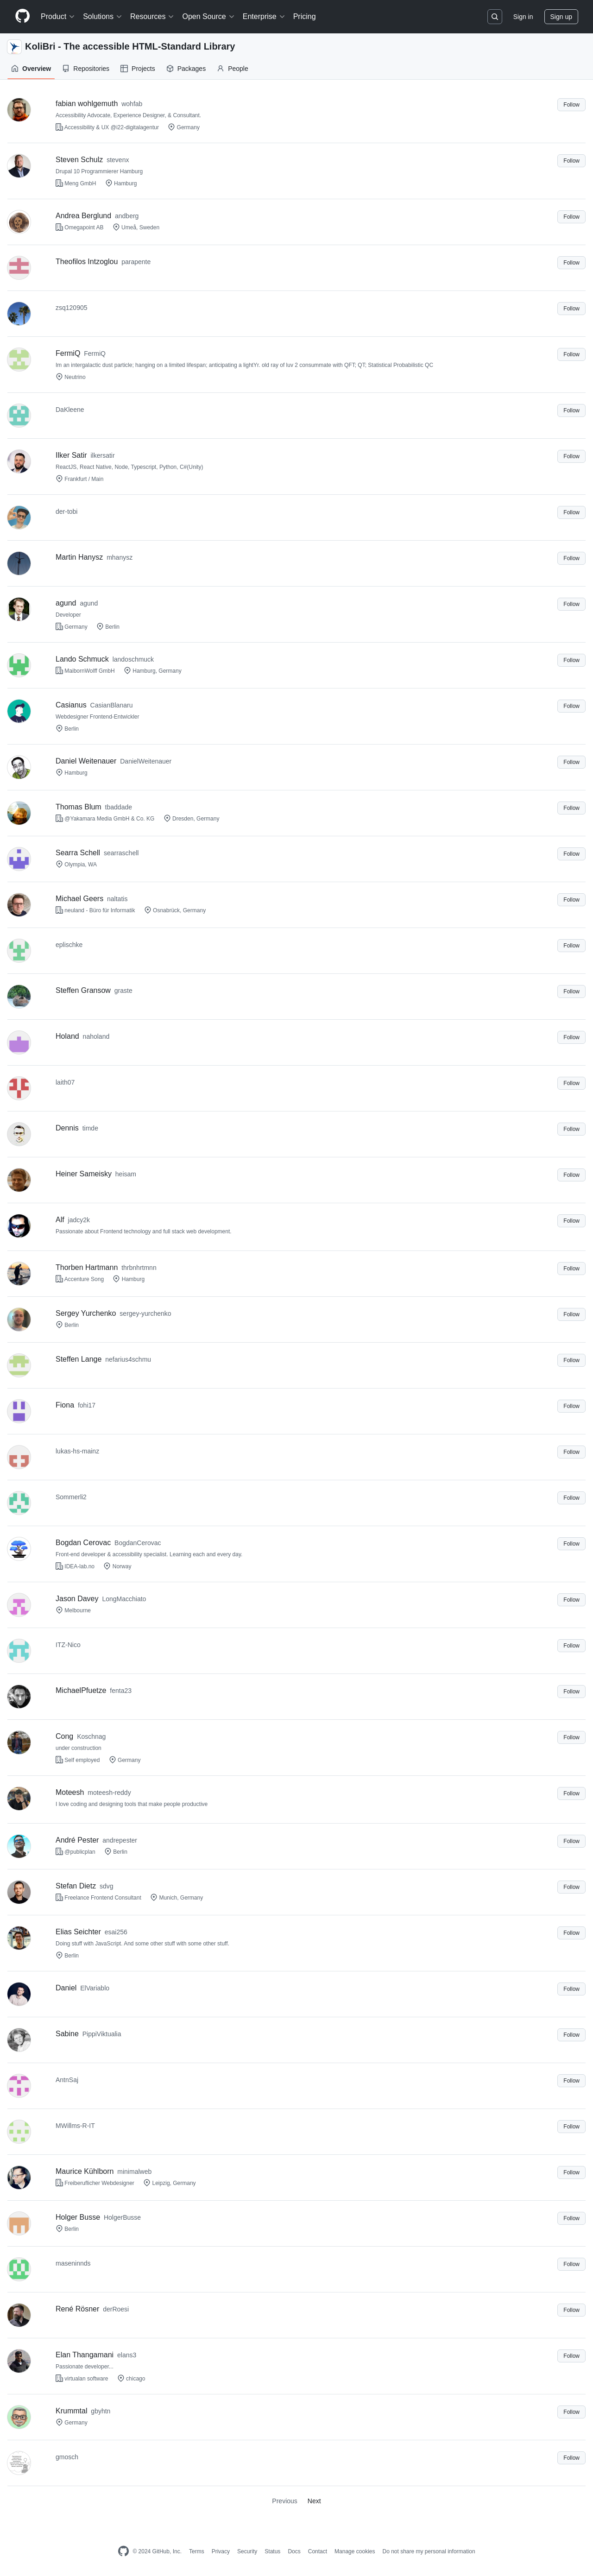 Product Solutions Resources Open Source Enterprise Pricing Sign in Sign up
KoliBri - The accessible HTML-Standard Library
Overview Repositories Projects Packages People
fabian wohlgemuth wohfab Follow
Accessibility Advocate, Experience Designer, & Consultant.
Accessibility & UX @i22-digitalagentur Germany
Steven Schulz stevenx Follow
Drupal 10 Programmierer Hamburg
Meng GmbH Hamburg
Andrea Berglund andberg Follow
Omegapoint AB Umeå, Sweden
Theofilos Intzoglou parapente Follow
zsq120905 Follow
FermiQ FermiQ Follow
Im an intergalactic dust particle; hanging on a limited lifespan; anticipating a lightYr. old ray of luv 2 consummate with QFT; QT; Statistical Probabilistic QC
Neutrino
DaKleene Follow
Ilker Satir ilkersatir Follow
ReactJS, React Native, Node, Typescript, Python, C#(Unity)
Frankfurt / Main
der-tobi Follow
Martin Hanysz mhanysz Follow
agund agund Follow
Developer
Germany Berlin
Lando Schmuck landoschmuck Follow
MaibornWolff GmbH Hamburg, Germany
Casianus CasianBlanaru Follow
Webdesigner Frontend-Entwickler
Berlin
Daniel Weitenauer DanielWeitenauer Follow
Hamburg
Thomas Blum tbaddade Follow
@Yakamara Media GmbH & Co. KG Dresden, Germany
Searra Schell searraschell Follow
Olympia, WA
Michael Geers naltatis Follow
neuland - Büro für Informatik Osnabrück, Germany
eplischke Follow
Steffen Gransow graste Follow
Holand naholand Follow
laith07 Follow
Dennis timde Follow
Heiner Sameisky heisam Follow
Alf jadcy2k Follow
Passionate about Frontend technology and full stack web development.
Thorben Hartmann thrbnhrtmnn Follow
Accenture Song Hamburg
Sergey Yurchenko sergey-yurchenko Follow
Berlin
Steffen Lange nefarius4schmu Follow
Fiona fohi17 Follow
lukas-hs-mainz Follow
Sommerli2 Follow
Bogdan Cerovac BogdanCerovac Follow
Front-end developer & accessibility specialist. Learning each and every day.
IDEA-lab.no Norway
Jason Davey LongMacchiato Follow
Melbourne
ITZ-Nico Follow
MichaelPfuetze fenta23 Follow
Cong Koschnag Follow
under construction
Self employed Germany
Moteesh moteesh-reddy Follow
I love coding and designing tools that make people productive
André Pester andrepester Follow
@publicplan Berlin
Stefan Dietz sdvg Follow
Freelance Frontend Consultant Munich, Germany
Elias Seichter esai256 Follow
Doing stuff with JavaScript. And some other stuff with some other stuff.
Berlin
Daniel ElVariablo Follow
Sabine PippiViktualia Follow
AntnSaj Follow
MWillms-R-IT Follow
Maurice Kühlborn minimalweb Follow
Freiberuflicher Webdesigner Leipzig, Germany
Holger Busse HolgerBusse Follow
Berlin
maseninnds Follow
René Rösner derRoesi Follow
Elan Thangamani elans3 Follow
Passionate developer...
virtualan software chicago
Krummtal gbyhtn Follow
Germany
gmosch Follow
Previous Next
© 2024 GitHub, Inc. Terms Privacy Security Status Docs Contact Manage cookies Do not share my personal information